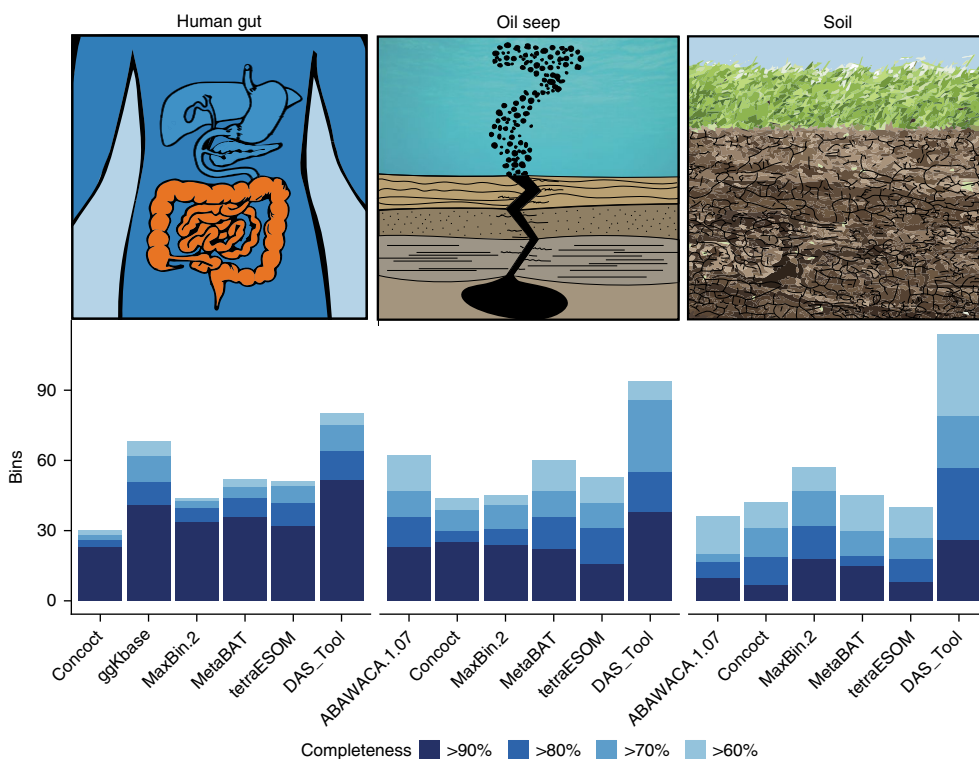 Human gut
Oil seep
Soil
Bins
90
60
30
0
Concoct
ggKbase
MaxBin.2
MetaBAT
tetraESOM
DAS_Tool
ABAWACA.1.07
Concoct
MaxBin.2
MetaBAT
tetraESOM
DAS_Tool
ABAWACA.1.07
Concoct
MaxBin.2
MetaBAT
tetraESOM
DAS_Tool
Completeness >90% >80% >70% >60%